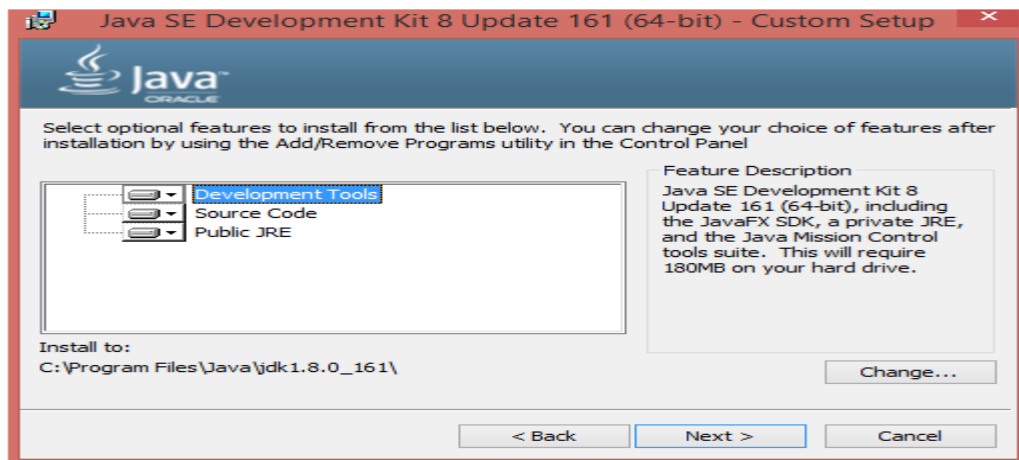 Java SE Development Kit 8 Update 161 (64-bit) - Custom Setup
Java™
ORACLE
Select optional features to install from the list below. You can change your choice of features after
installation by using the Add/Remove Programs utility in the Control Panel
Development Tools
Source Code
Public JRE
Feature Description
Java SE Development Kit 8
Update 161 (64-bit), including
the JavaFX SDK, a private JRE,
and the Java Mission Control
tools suite. This will require
180MB on your hard drive.
Install to:
C:\Program Files\Java\jdk1.8.0_161\
Change...
< Back
Next >
Cancel